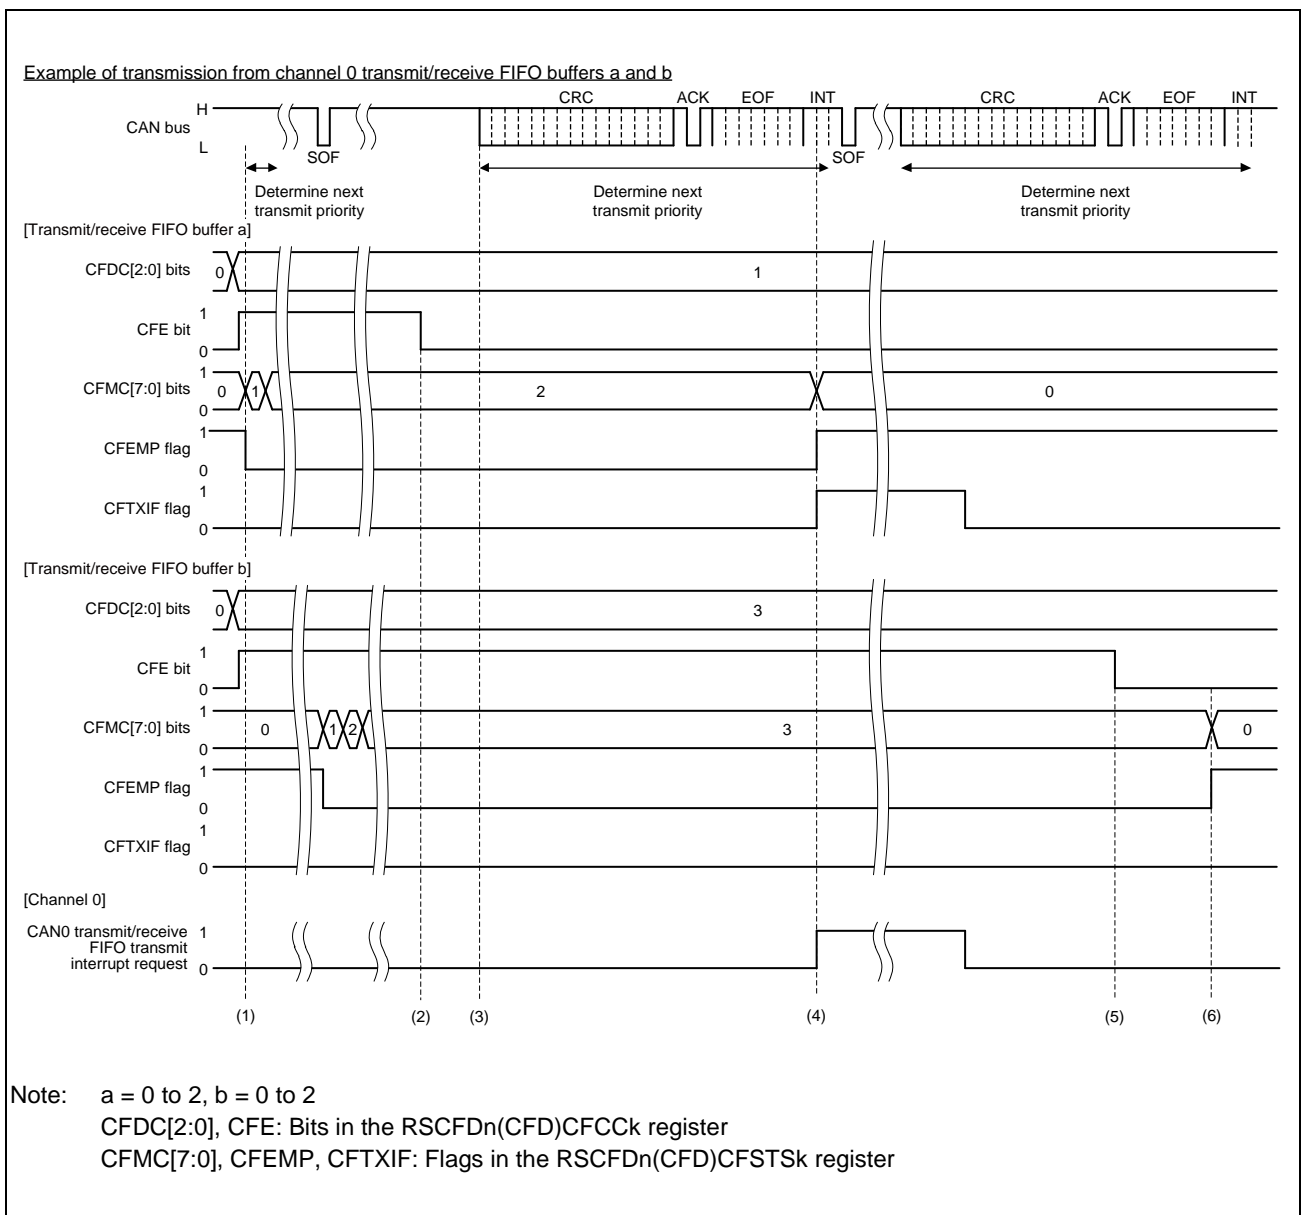 Example of transmission from channel 0 transmit/receive FIFO buffers a and b
CRC ACK EOF INT CRC ACK EOF INT
H
CAN bus
L
SOF SOF
Determine next
transmit priority
Determine next
transmit priority
Determine next
transmit priority
[Transmit/receive FIFO buffer a]
CFDC[2:0] bits 0 1
1
CFE bit
0
1
CFMC[7:0] bits 0 1 2 0
0
1
CFEMP flag
0
1
CFTXIF flag
0
[Transmit/receive FIFO buffer b]
CFDC[2:0] bits 0 3
1
CFE bit
0
1
CFMC[7:0] bits 0 1 2 3 0
0
1
CFEMP flag
0
1
CFTXIF flag
0
[Channel 0]
CAN0 transmit/receive 1
FIFO transmit
interrupt request 0
(1) (2) (3) (4) (5) (6)
Note: a = 0 to 2, b = 0 to 2
CFDC[2:0], CFE: Bits in the RSCFDn(CFD)CFCCk register
CFMC[7:0], CFEMP, CFTXIF: Flags in the RSCFDn(CFD)CFSTSk register